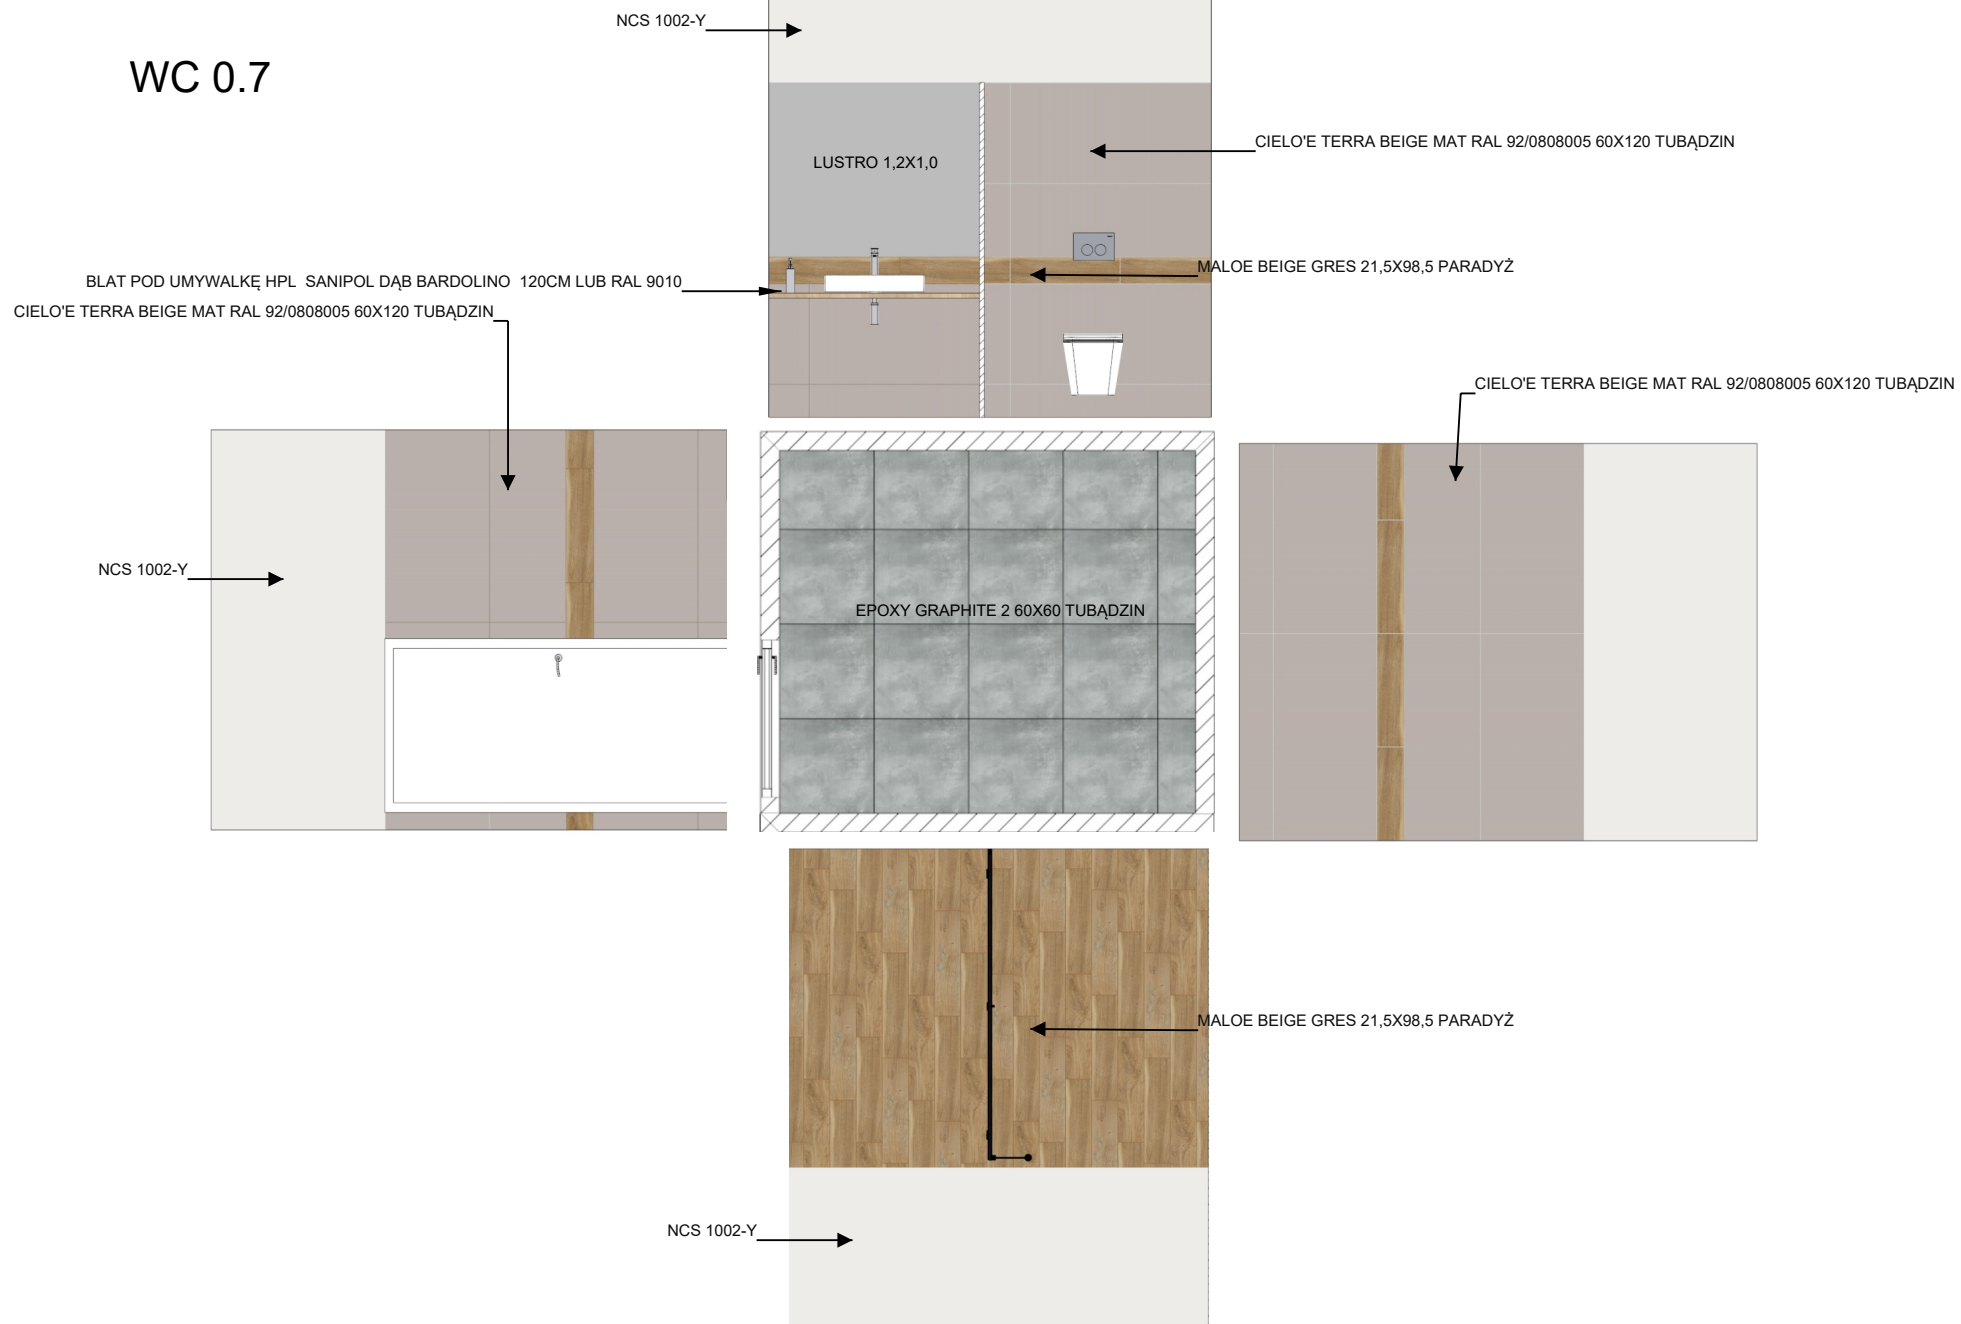 NCS 1002-Y
WC 0.7
CIELO'E TERRA BEIGE MAT RAL 92/0808005 60X120 TUBĄDZIN
LUSTRO 1,2X1,0
MALOE BEIGE GRES 21,5X98,5 PARADYŻ
BLAT POD UMYWALKĘ HPL  SANIPOL DĄB BARDOLINO  120CM LUB RAL 9010
CIELO'E TERRA BEIGE MAT RAL 92/0808005 60X120 TUBĄDZIN
CIELO'E TERRA BEIGE MAT RAL 92/0808005 60X120 TUBĄDZIN
NCS 1002-Y
EPOXY GRAPHITE 2 60X60 TUBĄDZIN
MALOE BEIGE GRES 21,5X98,5 PARADYŻ
NCS 1002-Y